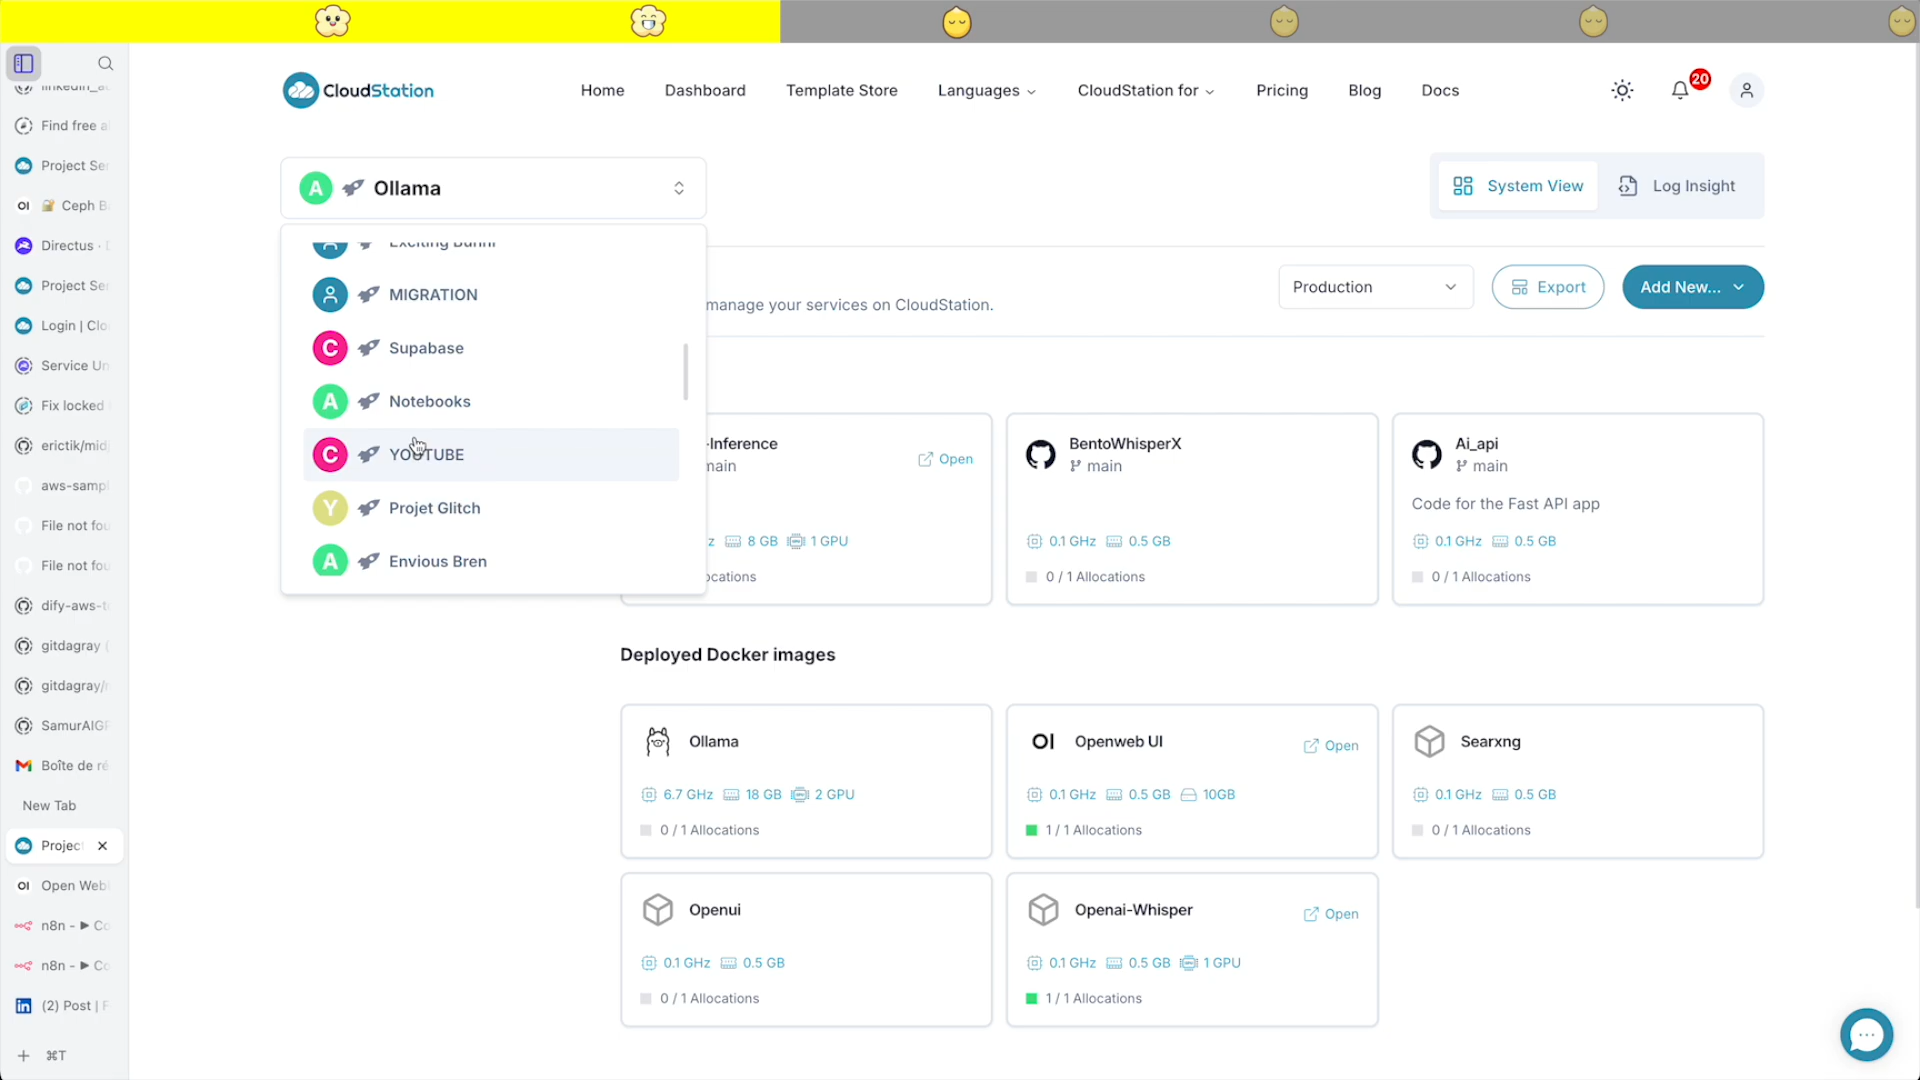 CloudStation
Home
Dashboard
Template Store
Languages
CloudStation for
Pricing
Blog
Docs
20
A Ollama
System View
Log Insight
MIGRATION
C Supabase
A Notebooks
C YOUTUBE
Y Projet Glitch
A Envious Bren
manage your services on CloudStation.
Production
Export
Add New...
-Inference
main
Open
8 GB
1 GPU
BentoWhisperX
main
0.1 GHz
0.5 GB
0 / 1 Allocations
Ai_api
main
Code for the Fast API app
0.1 GHz
0.5 GB
0 / 1 Allocations
Deployed Docker images
Ollama
6.7 GHz
18 GB
2 GPU
0 / 1 Allocations
OI Openweb UI
Open
0.1 GHz
0.5 GB
10GB
1 / 1 Allocations
Searxng
0.1 GHz
0.5 GB
0 / 1 Allocations
Openui
0.1 GHz
0.5 GB
0 / 1 Allocations
Openai-Whisper
Open
0.1 GHz
0.5 GB
1 GPU
1 / 1 Allocations
Find free a
Project Ser
OI Ceph B
Directus ·
Project Ser
Login | Clo
Service Un
Fix locked
erictik/mid
aws-samp
File not fou
File not fou
dify-aws-t
gitdagray (
gitdagray/
SamurAIGP
Boîte de ré
New Tab
Projec
OI Open Web
n8n - ▶ Co
n8n - ▶ Co
in (2) Post | F
+ ⌘T